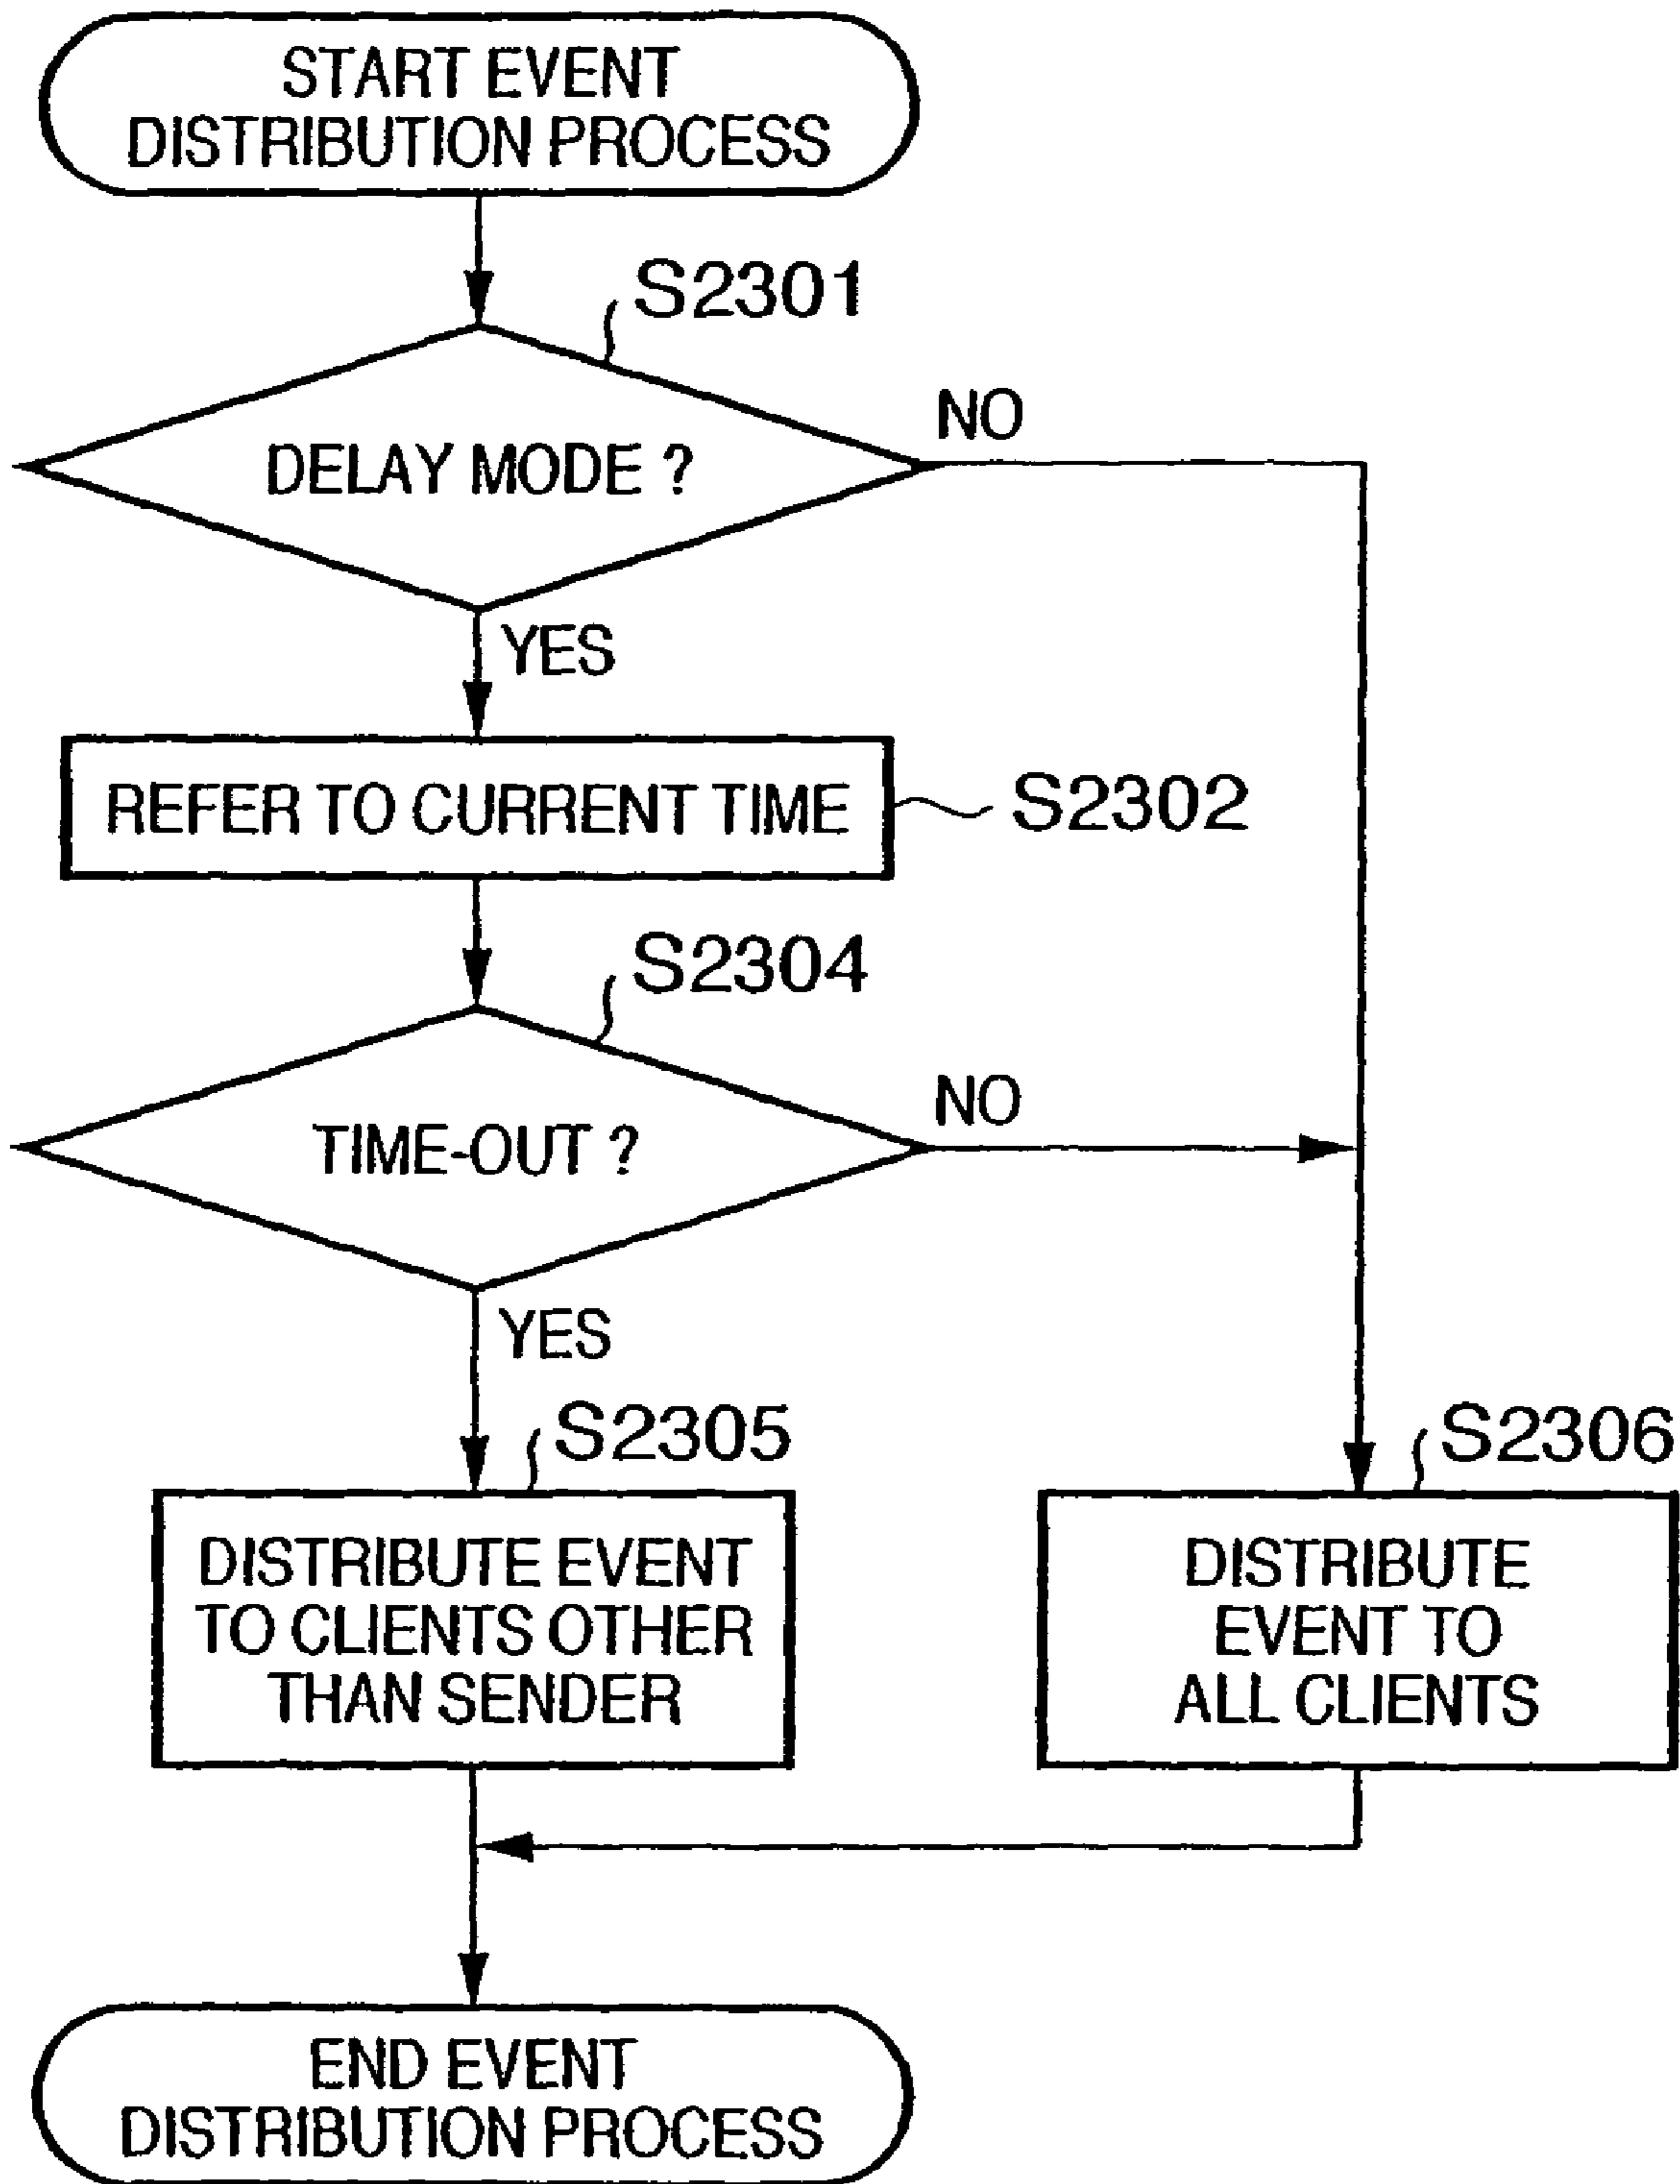 START EVENT
DISTRIBUTION PROCESS
S2301
DELAY MODE ?
NO
YES
REFER TO CURRENT TIME
S2302
S2304
TIME-OUT ?
NO
YES
S2305
DISTRIBUTE EVENT
TO CLIENTS OTHER
THAN SENDER
S2306
DISTRIBUTE
EVENT TO
ALL CLIENTS
END EVENT
DISTRIBUTION PROCESS